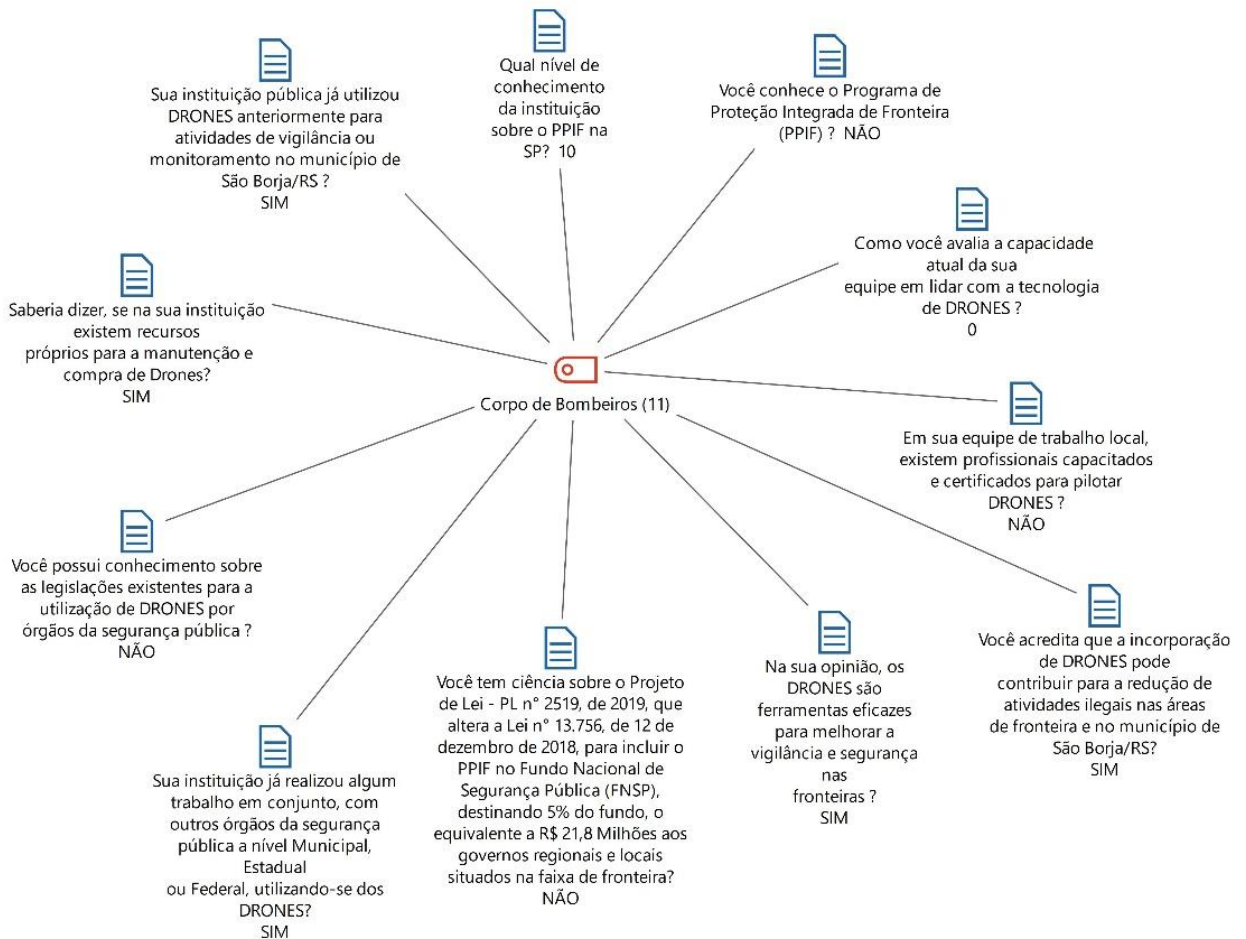 Sua instituição pública já utilizou
DRONES anteriormente para
atividades de vigilância ou
monitoramento no município de
São Borja/RS ?
SIM
Qual nível de
conhecimento
da instituição
sobre o PPIF na
SP? 10
Você conhece o Programa de
Proteção Integrada de Fronteira
(PPIF) ? NÃO
Como você avalia a capacidade
atual da sua
equipe em lidar com a tecnologia
de DRONES ?
0
Saberia dizer, se na sua instituição
existem recursos
próprios para a manutenção e
compra de Drones?
SIM
Corpo de Bombeiros (11)
Em sua equipe de trabalho local,
existem profissionais capacitados
e certificados para pilotar
DRONES ?
NÃO
Você possui conhecimento sobre
as legislações existentes para a
utilização de DRONES por
órgãos da segurança pública ?
NÃO
Você acredita que a incorporação
de DRONES pode
contribuir para a redução de
atividades ilegais nas áreas
de fronteira e no município de
São Borja/RS?
SIM
Na sua opinião, os
DRONES são
ferramentas eficazes
para melhorar a
vigilância e segurança
nas
fronteiras ?
SIM
Você tem ciência sobre o Projeto
de Lei - PL n° 2519, de 2019, que
altera a Lei n° 13.756, de 12 de
dezembro de 2018, para incluir o
PPIF no Fundo Nacional de
Segurança Pública (FNSP),
destinando 5% do fundo, o
equivalente a R$ 21,8 Milhões aos
governos regionais e locais
situados na faixa de fronteira?
NÃO
Sua instituição já realizou algum
trabalho em conjunto, com
outros órgãos da segurança
pública a nível Municipal,
Estadual
ou Federal, utilizando-se dos
DRONES?
SIM